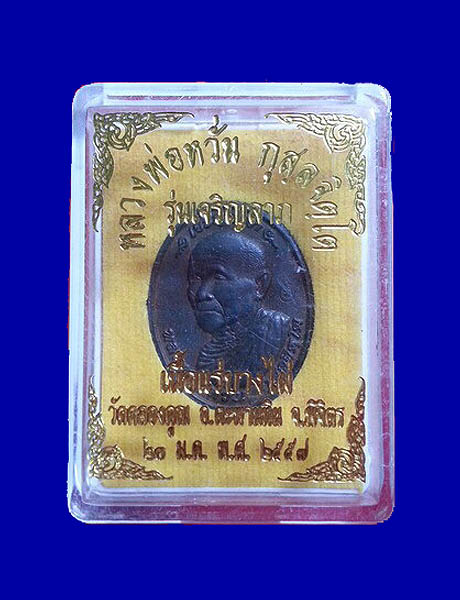 หลวงพ่อหวั่น กุสลจิตฺโต
รุ่นเจริญลาภ
เนื้อแร่บางไผ่
วัดคลองคูณ อ.ตะพานหิน จ.พิจิตร
๒๐ ม.ค. พ.ศ. ๒๕๕๗